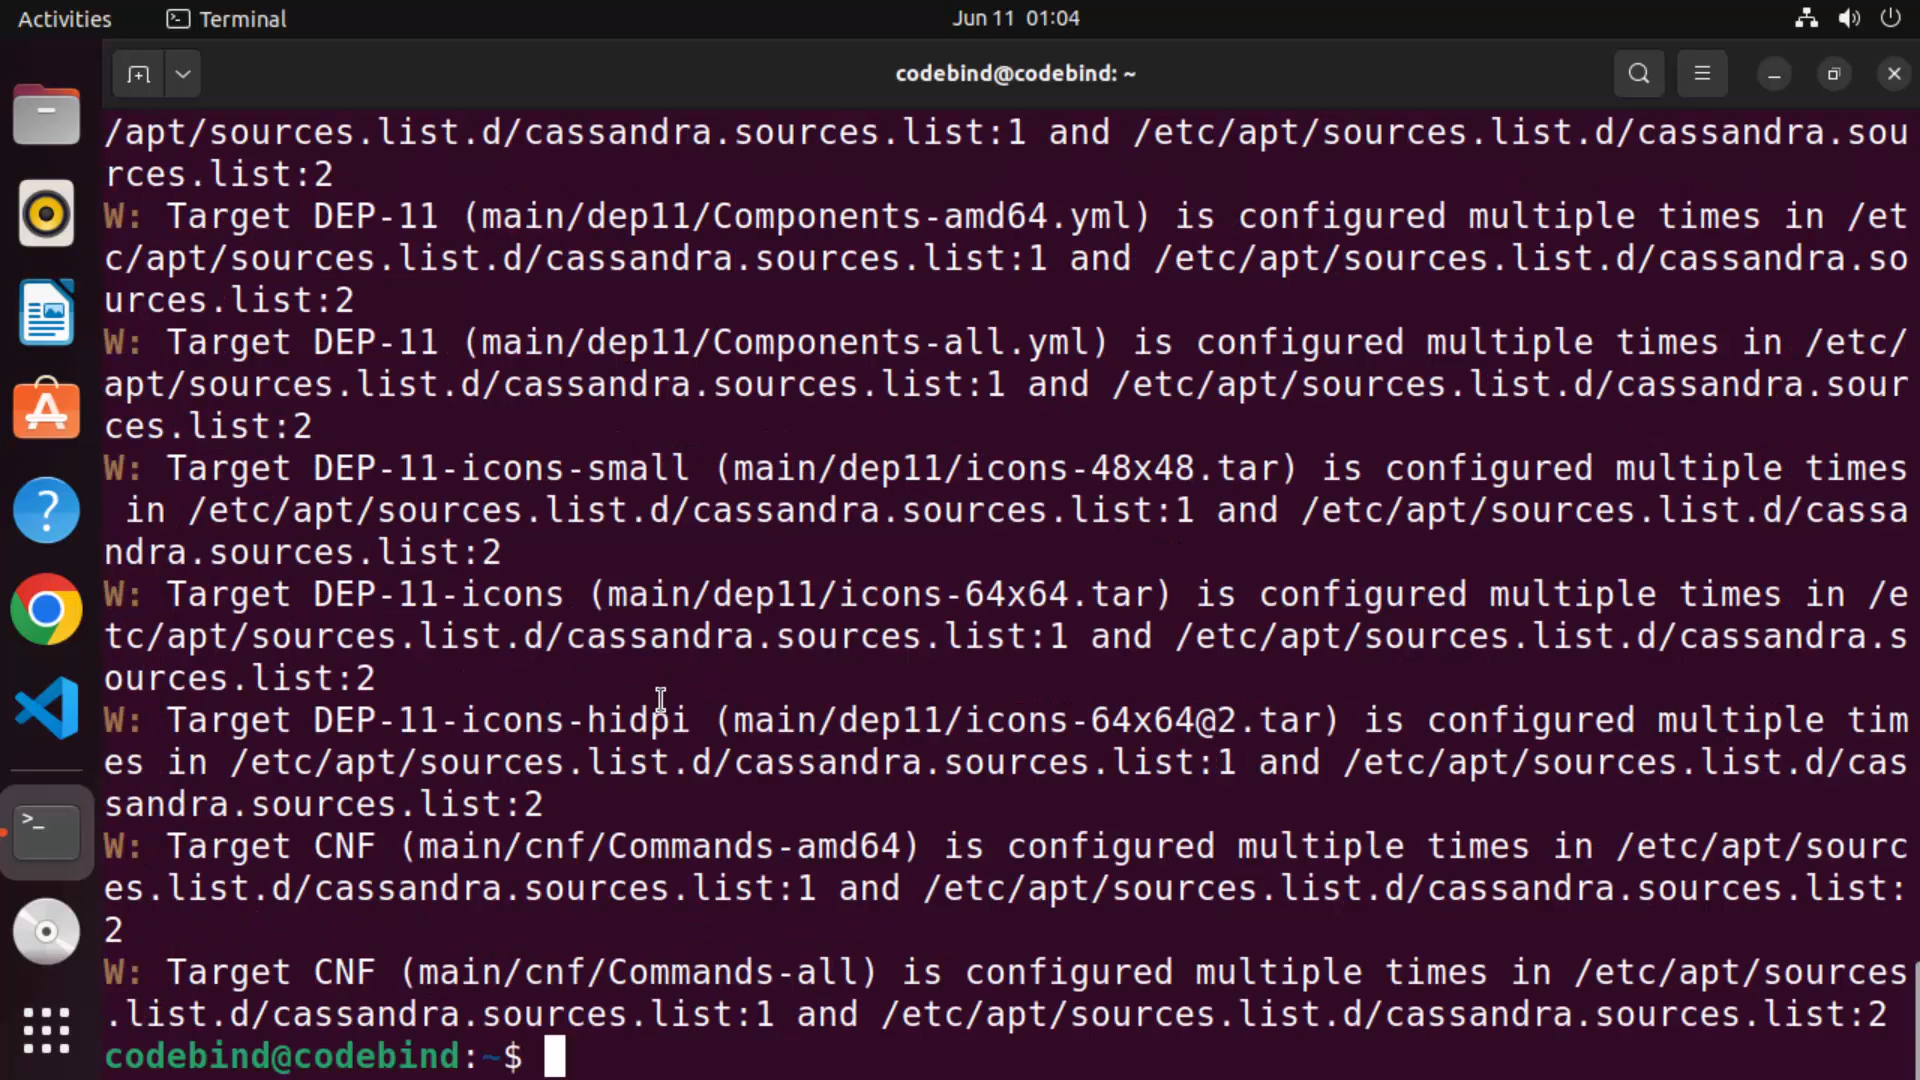 Activities Terminal Jun 11 01:04
codebind@codebind: ~
/apt/sources.list.d/cassandra.sources.list:1 and /etc/apt/sources.list.d/cassandra.sou
rces.list:2
W: Target DEP-11 (main/dep11/Components-amd64.yml) is configured multiple times in /et
c/apt/sources.list.d/cassandra.sources.list:1 and /etc/apt/sources.list.d/cassandra.so
urces.list:2
W: Target DEP-11 (main/dep11/Components-all.yml) is configured multiple times in /etc/
apt/sources.list.d/cassandra.sources.list:1 and /etc/apt/sources.list.d/cassandra.sour
ces.list:2
W: Target DEP-11-icons-small (main/dep11/icons-48x48.tar) is configured multiple times
 in /etc/apt/sources.list.d/cassandra.sources.list:1 and /etc/apt/sources.list.d/cassa
ndra.sources.list:2
W: Target DEP-11-icons (main/dep11/icons-64x64.tar) is configured multiple times in /e
tc/apt/sources.list.d/cassandra.sources.list:1 and /etc/apt/sources.list.d/cassandra.s
ources.list:2
W: Target DEP-11-icons-hidpi (main/dep11/icons-64x64@2.tar) is configured multiple tim
es in /etc/apt/sources.list.d/cassandra.sources.list:1 and /etc/apt/sources.list.d/cas
sandra.sources.list:2
W: Target CNF (main/cnf/Commands-amd64) is configured multiple times in /etc/apt/sourc
es.list.d/cassandra.sources.list:1 and /etc/apt/sources.list.d/cassandra.sources.list:
2
W: Target CNF (main/cnf/Commands-all) is configured multiple times in /etc/apt/sources
.list.d/cassandra.sources.list:1 and /etc/apt/sources.list.d/cassandra.sources.list:2
codebind@codebind:~$